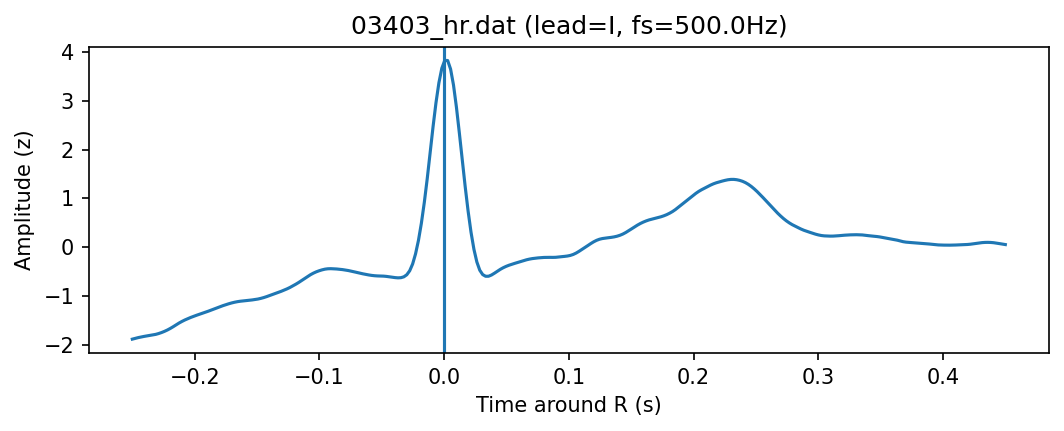 03403_hr.dat (lead=I, fs=500.0Hz)
Amplitude (z)
4
3
2
1
0
−1
−2
−0.2 −0.1 0.0 0.1 0.2 0.3 0.4
Time around R (s)